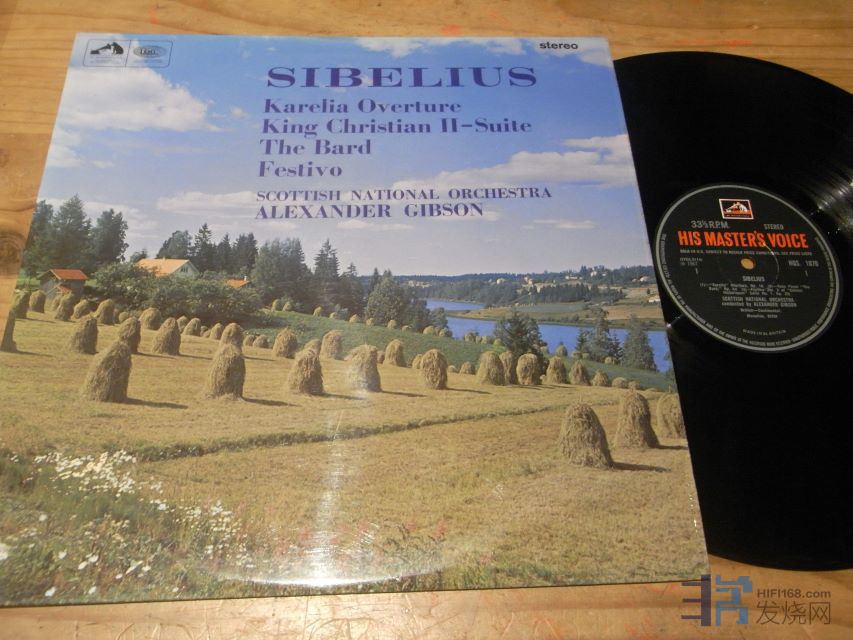 stereo
SIBELIUS
Karelia Overture
King Christian II-Suite
The Bard
Festivo
SCOTTISH NATIONAL ORCHESTRA
ALEXANDER GIBSON
33⅓ R.P.M.
STEREO
HIS MASTER'S VOICE
SIBELIUS
SCOTTISH NATIONAL ORCHESTRA
conducted by ALEXANDER GIBSON
MADE IN GT. BRITAIN
HIFI168.com
发烧网